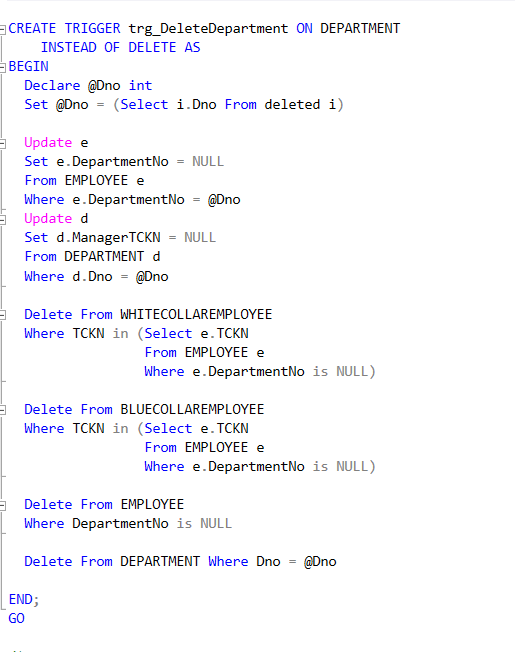 CREATE TRIGGER trg_DeleteDepartment ON DEPARTMENT
INSTEAD OF DELETE AS
BEGIN
Declare @Dno int
Set @Dno = (Select i.Dno From deleted i)
Update e
Set e.DepartmentNo = NULL
From EMPLOYEE e
Where e.DepartmentNo = @Dno
Update d
Set d.ManagerTCKN = NULL
From DEPARTMENT d
Where d.Dno = @Dno
Delete From WHITECOLLAREMPLOYEE
Where TCKN in (Select e.TCKN
From EMPLOYEE e
Where e.DepartmentNo is NULL)
Delete From BLUECOLLAREMPLOYEE
Where TCKN in (Select e.TCKN
From EMPLOYEE e
Where e.DepartmentNo is NULL)
Delete From EMPLOYEE
Where DepartmentNo is NULL
Delete From DEPARTMENT Where Dno = @Dno
END;
GO